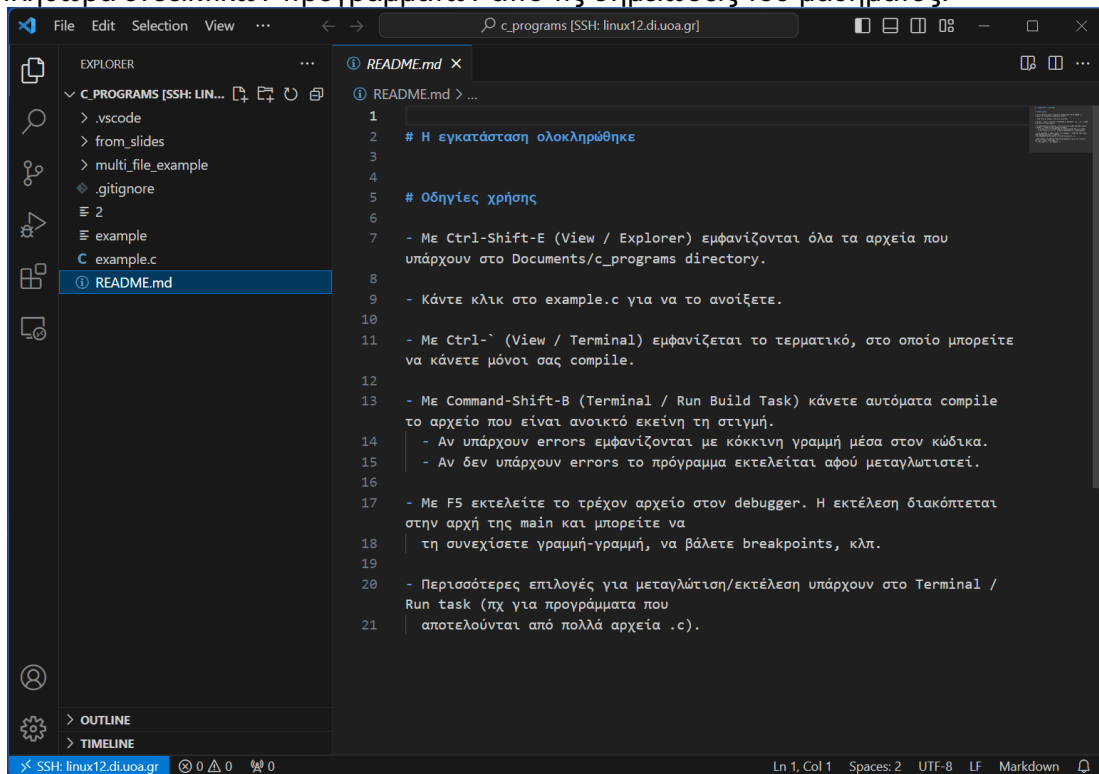 πληθώρα ενδεικτικών προγραμμάτων από τις σημειώσεις του μαθήματος.
File Edit Selection View ···
c_programs [SSH: linux12.di.uoa.gr]
EXPLORER ···
C_PROGRAMS [SSH: LIN...
.vscode
from_slides
multi_file_example
.gitignore
2
example
C example.c
README.md
OUTLINE
TIMELINE
README.md ×
README.md > ...
1
2 # Η εγκατάσταση ολοκληρώθηκε
3
4
5 # Οδηγίες χρήσης
6
7 - Με Ctrl-Shift-E (View / Explorer) εμφανίζονται όλα τα αρχεία που
υπάρχουν στο Documents/c_programs directory.
8
9 - Κάντε κλικ στο example.c για να το ανοίξετε.
10
11 - Με Ctrl-` (View / Terminal) εμφανίζεται το τερματικό, στο οποίο μπορείτε
να κάνετε μόνοι σας compile.
12
13 - Με Command-Shift-B (Terminal / Run Build Task) κάνετε αυτόματα compile
το αρχείο που είναι ανοικτό εκείνη τη στιγμή.
14 - Αν υπάρχουν errors εμφανίζονται με κόκκινη γραμμή μέσα στον κώδικα.
15 - Αν δεν υπάρχουν errors το πρόγραμμα εκτελείται αφού μεταγλωτιστεί.
16
17 - Με F5 εκτελείτε το τρέχον αρχείο στον debugger. Η εκτέλεση διακόπτεται
στην αρχή της main και μπορείτε να
18 τη συνεχίσετε γραμμή-γραμμή, να βάλετε breakpoints, κλπ.
19
20 - Περισσότερες επιλογές για μεταγλώτιση/εκτέλεση υπάρχουν στο Terminal /
Run task (πχ για προγράμματα που
21 αποτελούνται από πολλά αρχεία .c).
SSH: linux12.di.uoa.gr 0 0 0 Ln 1, Col 1 Spaces: 2 UTF-8 LF Markdown